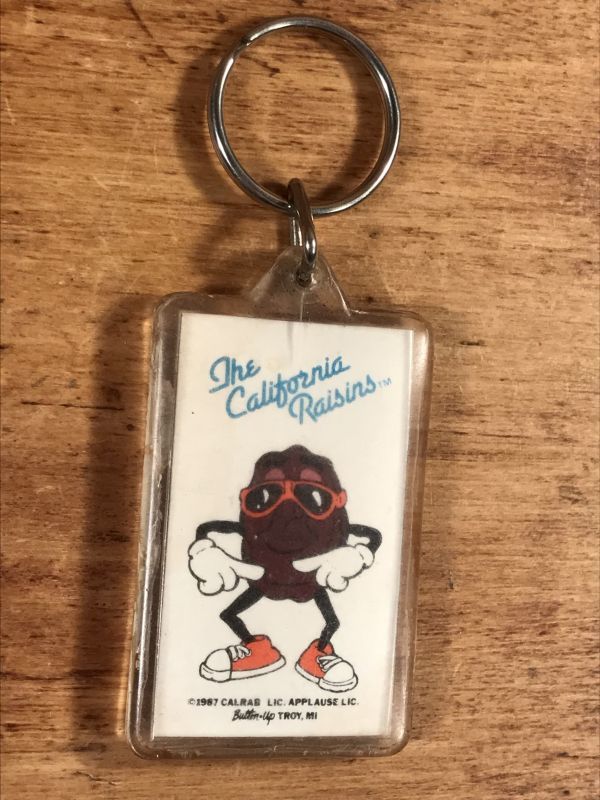 The
California
Raisins™
©1987 CALRAB LIC. APPLAUSE LIC.
Button-Up TROY, MI